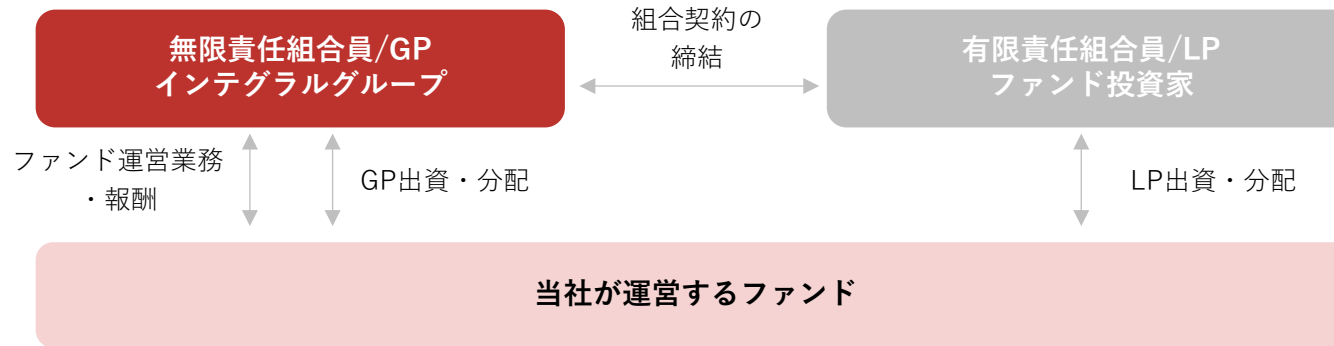 無限責任組合員/GP
インテグラルグループ
組合契約の
締結
有限責任組合員/LP
ファンド投資家
ファンド運営業務
・報酬
GP出資・分配
LP出資・分配
当社が運営するファンド